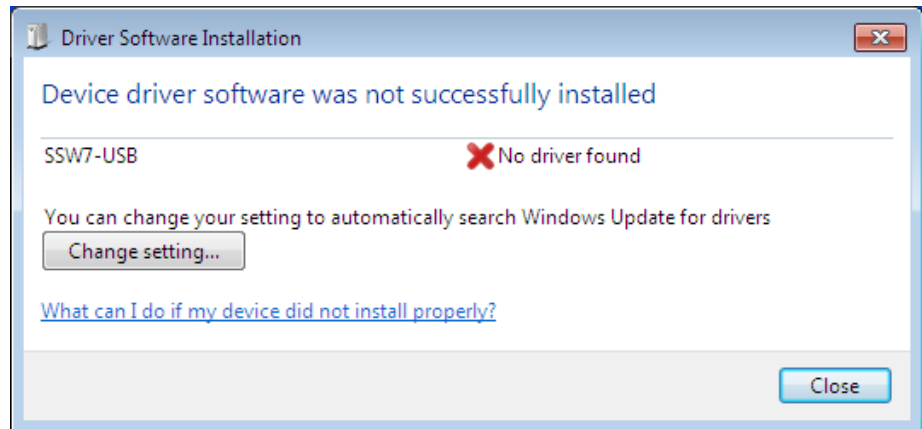 Driver Software Installation
Device driver software was not successfully installed
SSW7-USB No driver found
You can change your setting to automatically search Windows Update for drivers
Change setting...
What can I do if my device did not install properly?
Close